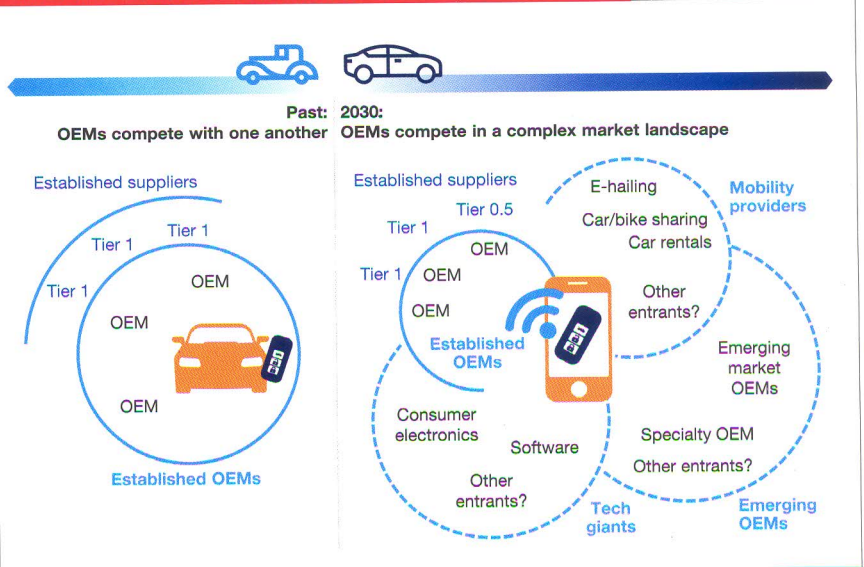 Past:
OEMs compete with one another
2030:
OEMs compete in a complex market landscape
Established suppliers
Tier 1
Tier 1
Tier 1
OEM
OEM
OEM
Established OEMs
Established suppliers
Tier 0.5
Tier 1
Tier 1
OEM
OEM
OEM
Established
OEMs
E-hailing
Car/bike sharing
Car rentals
Other
entrants?
Mobility
providers
Emerging
market
OEMs
Specialty OEM
Other entrants?
Emerging
OEMs
Consumer
electronics
Software
Other
entrants?
Tech
giants